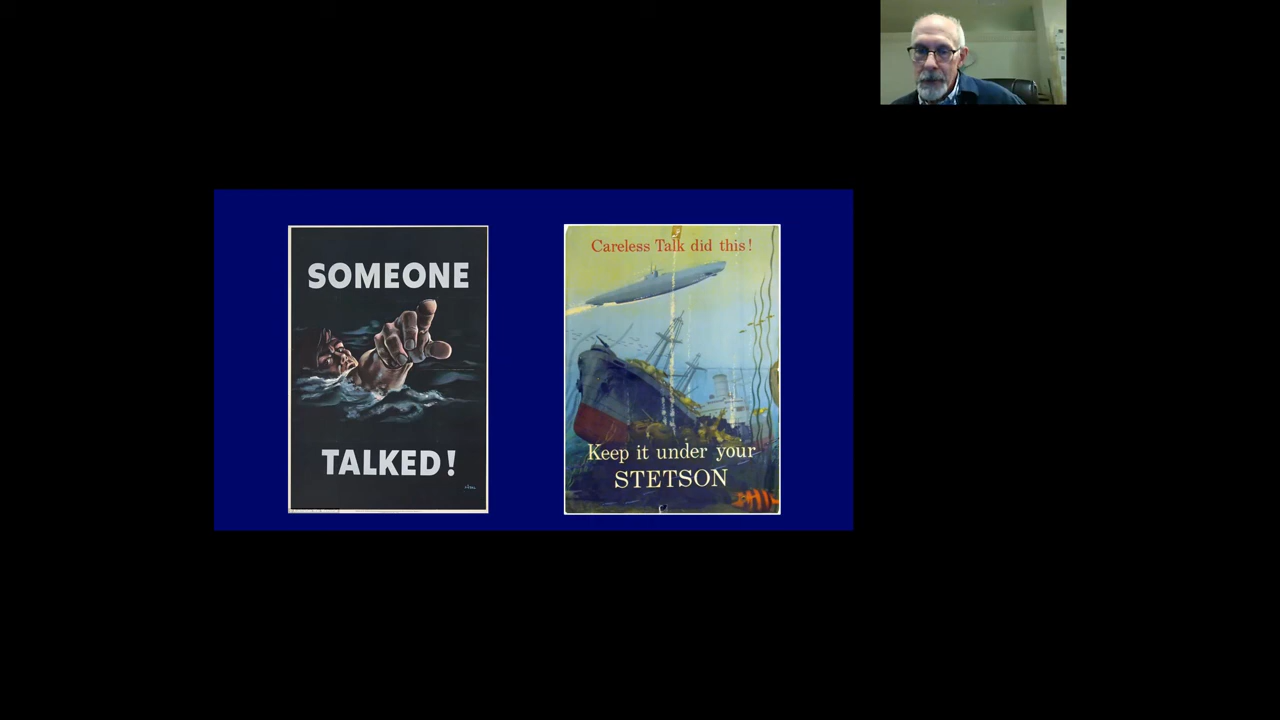 SOMEONE
TALKED!
Careless Talk did this!
Keep it under your
STETSON